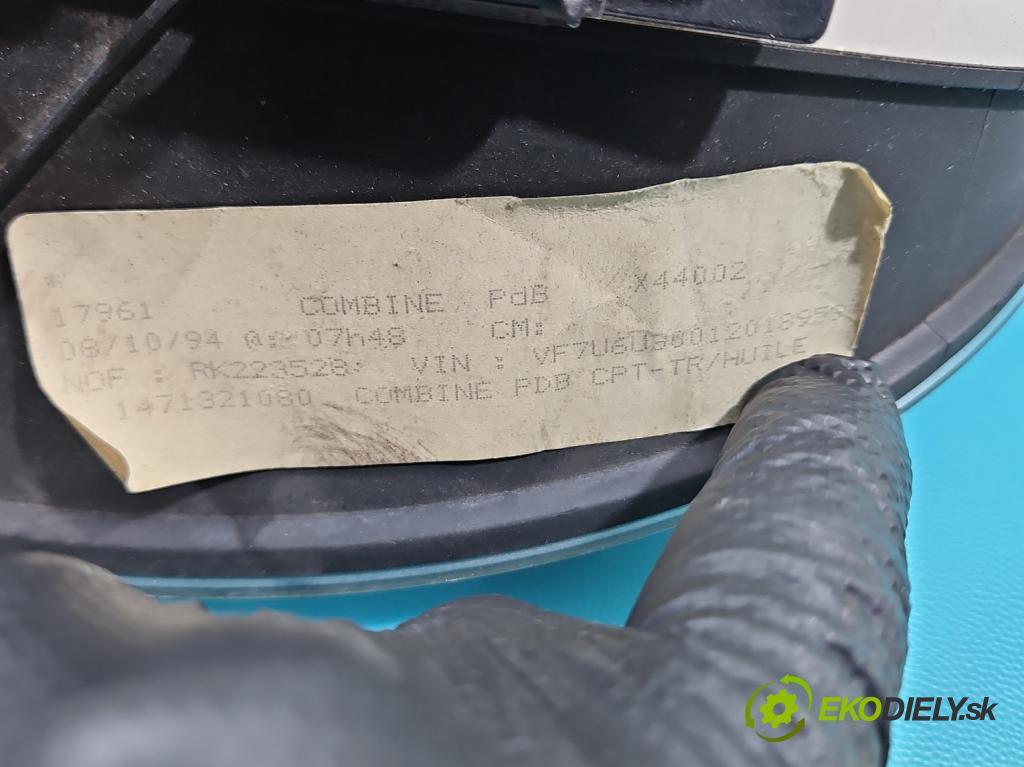 17961 COMBINE PdB X44002
08/10/94 07h48 CM:
NOF : RK223528 VIN :
1471321080 COMBINE PDB CPT-TR/HUILE
EKODIELY.sk